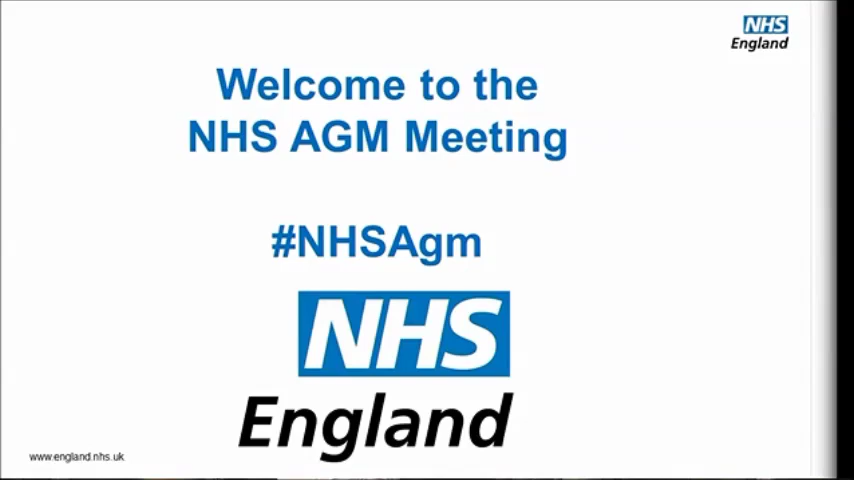 NHS
England
Welcome to the
NHS AGM Meeting
#NHSAgm
NHS
England
www.england.nhs.uk